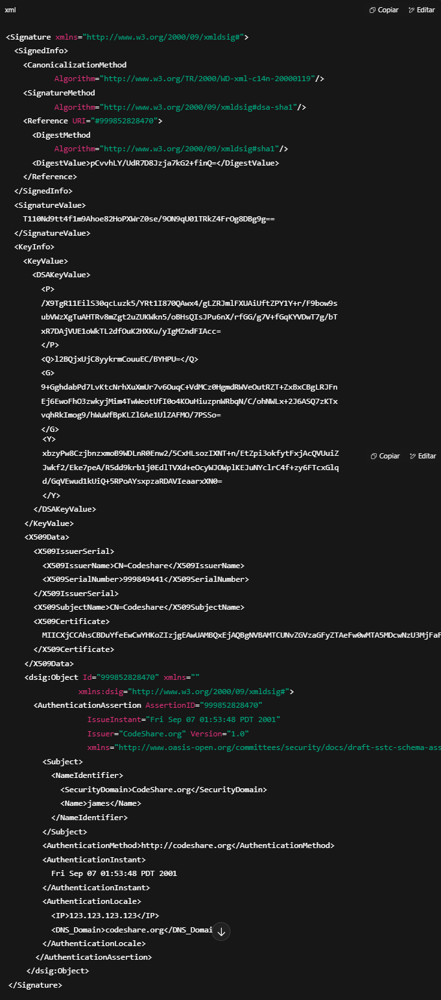 xml
Copiar
Editar
<Signature xmlns="http://www.w3.org/2000/09/xmldsig#">
<SignedInfo>
<CanonicalizationMethod
Algorithm="http://www.w3.org/TR/2000/WD-xml-c14n-20000119"/>
<SignatureMethod
Algorithm="http://www.w3.org/2000/09/xmldsig#dsa-sha1"/>
<Reference URI="#999852828470">
<DigestMethod
Algorithm="http://www.w3.org/2000/09/xmldsig#sha1"/>
<DigestValue>pCvvhLY/UdR7D8Jzja7kG2+finQ=</DigestValue>
</Reference>
</SignedInfo>
<SignatureValue>
T110Nd9tt4f1m9Ahoe82HoPXWrZ0se/9ON9qU01TRkZ4FrOg8DBg9g==
</SignatureValue>
<KeyInfo>
<KeyValue>
<DSAKeyValue>
<P>
/X9TgR11EilS30qcLuzk5/YRt1I870QAwx4/gLZRJmlFXUAiUftZPY1Y+r/F9bow9s
ubVWzXgTuAHTRv8mZgt2uZUKWkn5/oBHsQIsJPu6nX/rfGG/g7V+fGqKYVDwT7g/bT
xR7DAjVUE1oWkTL2dfOuK2HXKu/yIgMZndFIAcc=
</P>
<Q>l2BQjxUjC8yykrmCouuEC/BYHPU=</Q>
<G>
9+GghdabPd7LvKtcNrhXuXmUr7v6OuqC+VdMCz0HgmdRWVeOutRZT+ZxBxCBgLRJFn
Ej6EwoFhO3zwkyjMim4TwWeotUfI0o4KOuHiuzpnWRbqN/C/ohNWLx+2J6ASQ7zKTx
vqhRkImog9/hWuWfBpKLZl6Ae1UlZAFMO/7PSSo=
</G>
<Y>
xbzyPw8CzjbnzxmoB9WDLnR0Enw2/5CxHLsozIXNT+n/EtZpi3okfytFxjAcQVUuiZ
Copiar
Editar
Jwkf2/Eke7peA/R5dd9krb1j0EdlTVXd+eOcyWJOWplKEJuNYclrC4f+zy6FTcxGlq
d/GqVEwud1kUiQ+5RPoAYsxpzaRDAVIeaarxXN0=
</Y>
</DSAKeyValue>
</KeyValue>
<X509Data>
<X509IssuerSerial>
<X509IssuerName>CN=Codeshare</X509IssuerName>
<X509SerialNumber>999849441</X509SerialNumber>
</X509IssuerSerial>
<X509SubjectName>CN=Codeshare</X509SubjectName>
<X509Certificate>
MIICXjCCAhsCBDuYfeEwCwYHKoZIzjgEAwUAMBQxEjAQBgNVBAMTCUNvZGVzaGFyZTAeFw0wMTA5MDcwNzU3MjFaF
</X509Certificate>
</X509Data>
<dsig:Object Id="999852828470" xmlns=""
xmlns:dsig="http://www.w3.org/2000/09/xmldsig#">
<AuthenticationAssertion AssertionID="999852828470"
IssueInstant="Fri Sep 07 01:53:48 PDT 2001"
Issuer="CodeShare.org" Version="1.0"
xmlns="http://www.oasis-open.org/committees/security/docs/draft-sstc-schema-ass
<Subject>
<NameIdentifier>
<SecurityDomain>CodeShare.org</SecurityDomain>
<Name>james</Name>
</NameIdentifier>
</Subject>
<AuthenticationMethod>http://codeshare.org</AuthenticationMethod>
<AuthenticationInstant>
Fri Sep 07 01:53:48 PDT 2001
</AuthenticationInstant>
<AuthenticationLocale>
<IP>123.123.123.123</IP>
<DNS_Domain>codeshare.org</DNS_Domai
</AuthenticationLocale>
</AuthenticationAssertion>
</dsig:Object>
</Signature>